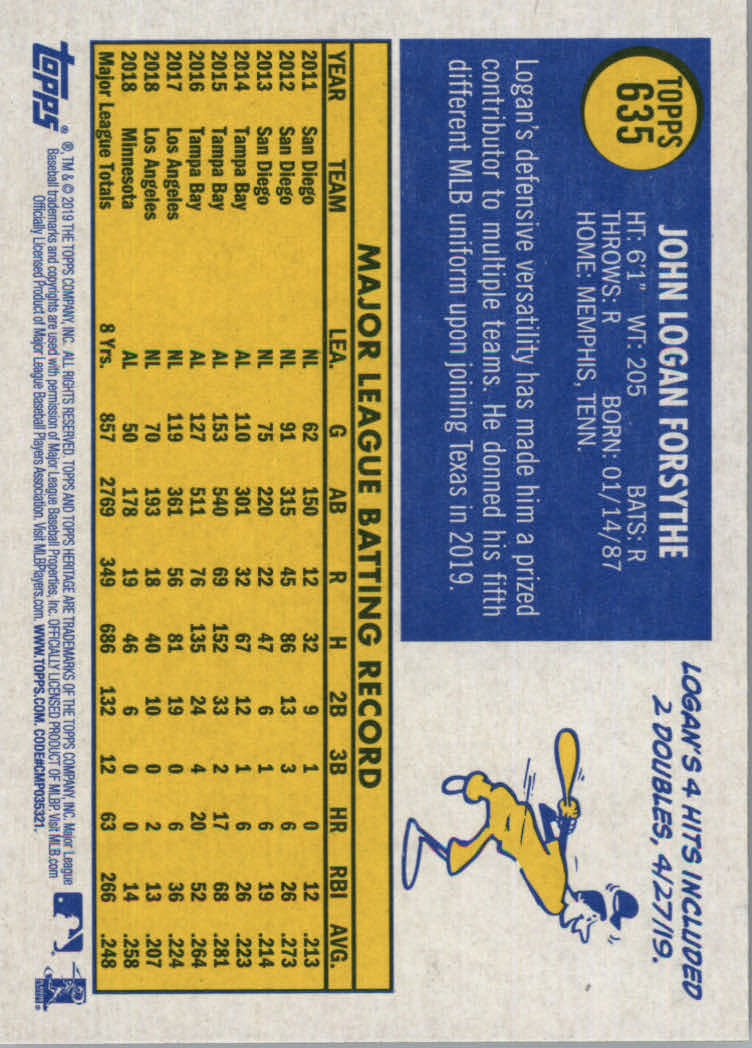 TOPPS
635
JOHN LOGAN FORSYTHE
HT: 6'1" WT: 205 BATS: R
THROWS: R BORN: 01/14/87
HOME: MEMPHIS, TENN.
Logan's defensive versatility has made him a prized
contributor to multiple teams. He donned his fifth
different MLB uniform upon joining Texas in 2019.
LOGAN'S 4 HITS INCLUDED
2 DOUBLES, 4/27/19.
MAJOR LEAGUE BATTING RECORD
YEAR TEAM LEA. G AB R H 2B 3B HR RBI AVG.
2011 San Diego NL 62 150 12 32 9 1 0 12 .213
2012 San Diego NL 91 315 45 86 13 3 6 26 .273
2013 San Diego NL 75 220 22 47 6 1 6 19 .214
2014 Tampa Bay AL 110 301 32 67 12 1 6 26 .223
2015 Tampa Bay AL 153 540 69 152 33 2 17 68 .281
2016 Tampa Bay AL 127 511 76 135 24 4 20 52 .264
2017 Los Angeles NL 119 361 56 81 19 0 6 36 .224
2018 Los Angeles NL 70 193 18 40 10 0 2 13 .207
2018 Minnesota AL 50 178 19 46 6 0 0 14 .258
Major League Totals 8 Yrs. 857 2769 349 686 132 12 63 266 .248
topps®
®, TM & © 2019 THE TOPPS COMPANY, INC. ALL RIGHTS RESERVED. TOPPS AND TOPPS HERITAGE ARE TRADEMARKS OF THE TOPPS COMPANY, INC. Major League
Baseball trademarks and copyrights are used with permission of Major League Baseball Properties, Inc. OFFICIALLY LICENSED PRODUCT OF MLBP. Visit MLB.com
Officially Licensed Product of Major League Baseball Players Association. Visit MLBPlayers.com. WWW.TOPPS.COM. CODE#CMP035321.